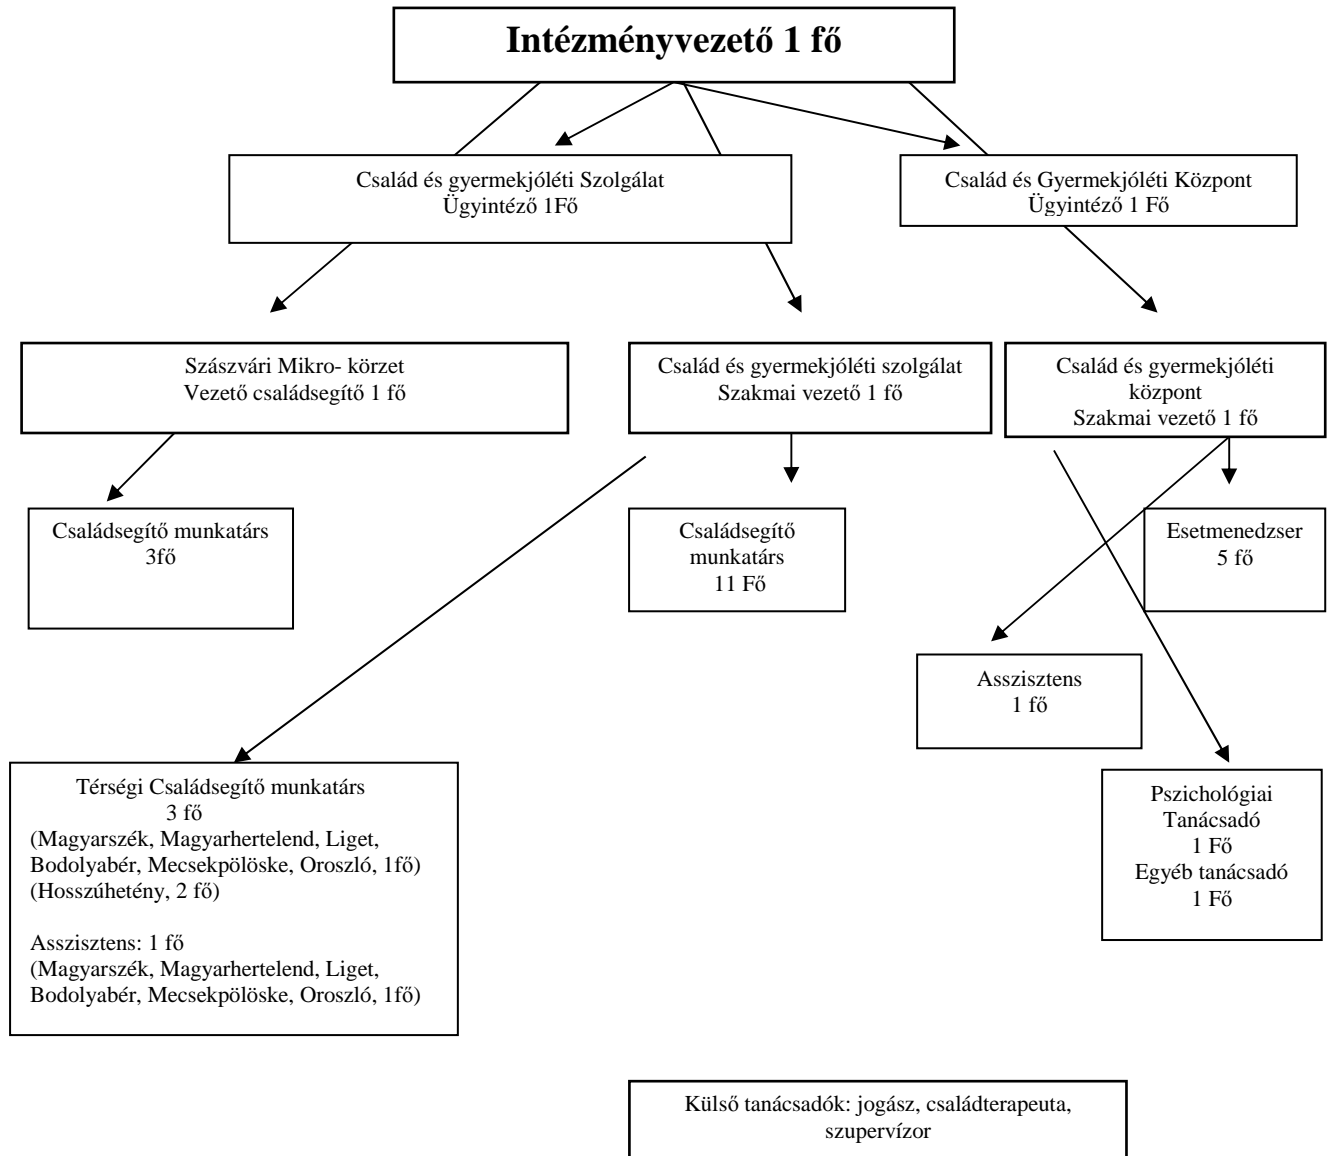 Intézményvezető 1 fő
Család és gyermekjóléti Szolgálat
Ügyintéző 1Fő
Család és Gyermekjóléti Központ
Ügyintéző 1 Fő
Szászvári Mikro- körzet
Vezető családsegítő 1 fő
Család és gyermekjóléti szolgálat
Szakmai vezető 1 fő
Család és gyermekjóléti
központ
Szakmai vezető 1 fő
Családsegítő munkatárs
3fő
Családsegítő
munkatárs
11 Fő
Esetmenedzser
5 fő
Asszisztens
1 fő
Térségi Családsegítő munkatárs
3 fő
(Magyarszék, Magyarhertelend, Liget,
Bodolyabér, Mecsekpölöske, Oroszló, 1fő)
(Hosszúhetény, 2 fő)
Asszisztens: 1 fő
(Magyarszék, Magyarhertelend, Liget,
Bodolyabér, Mecsekpölöske, Oroszló, 1fő)
Pszichológiai
Tanácsadó
1 Fő
Egyéb tanácsadó
1 Fő
Külső tanácsadók: jogász, családterapeuta,
szupervízor